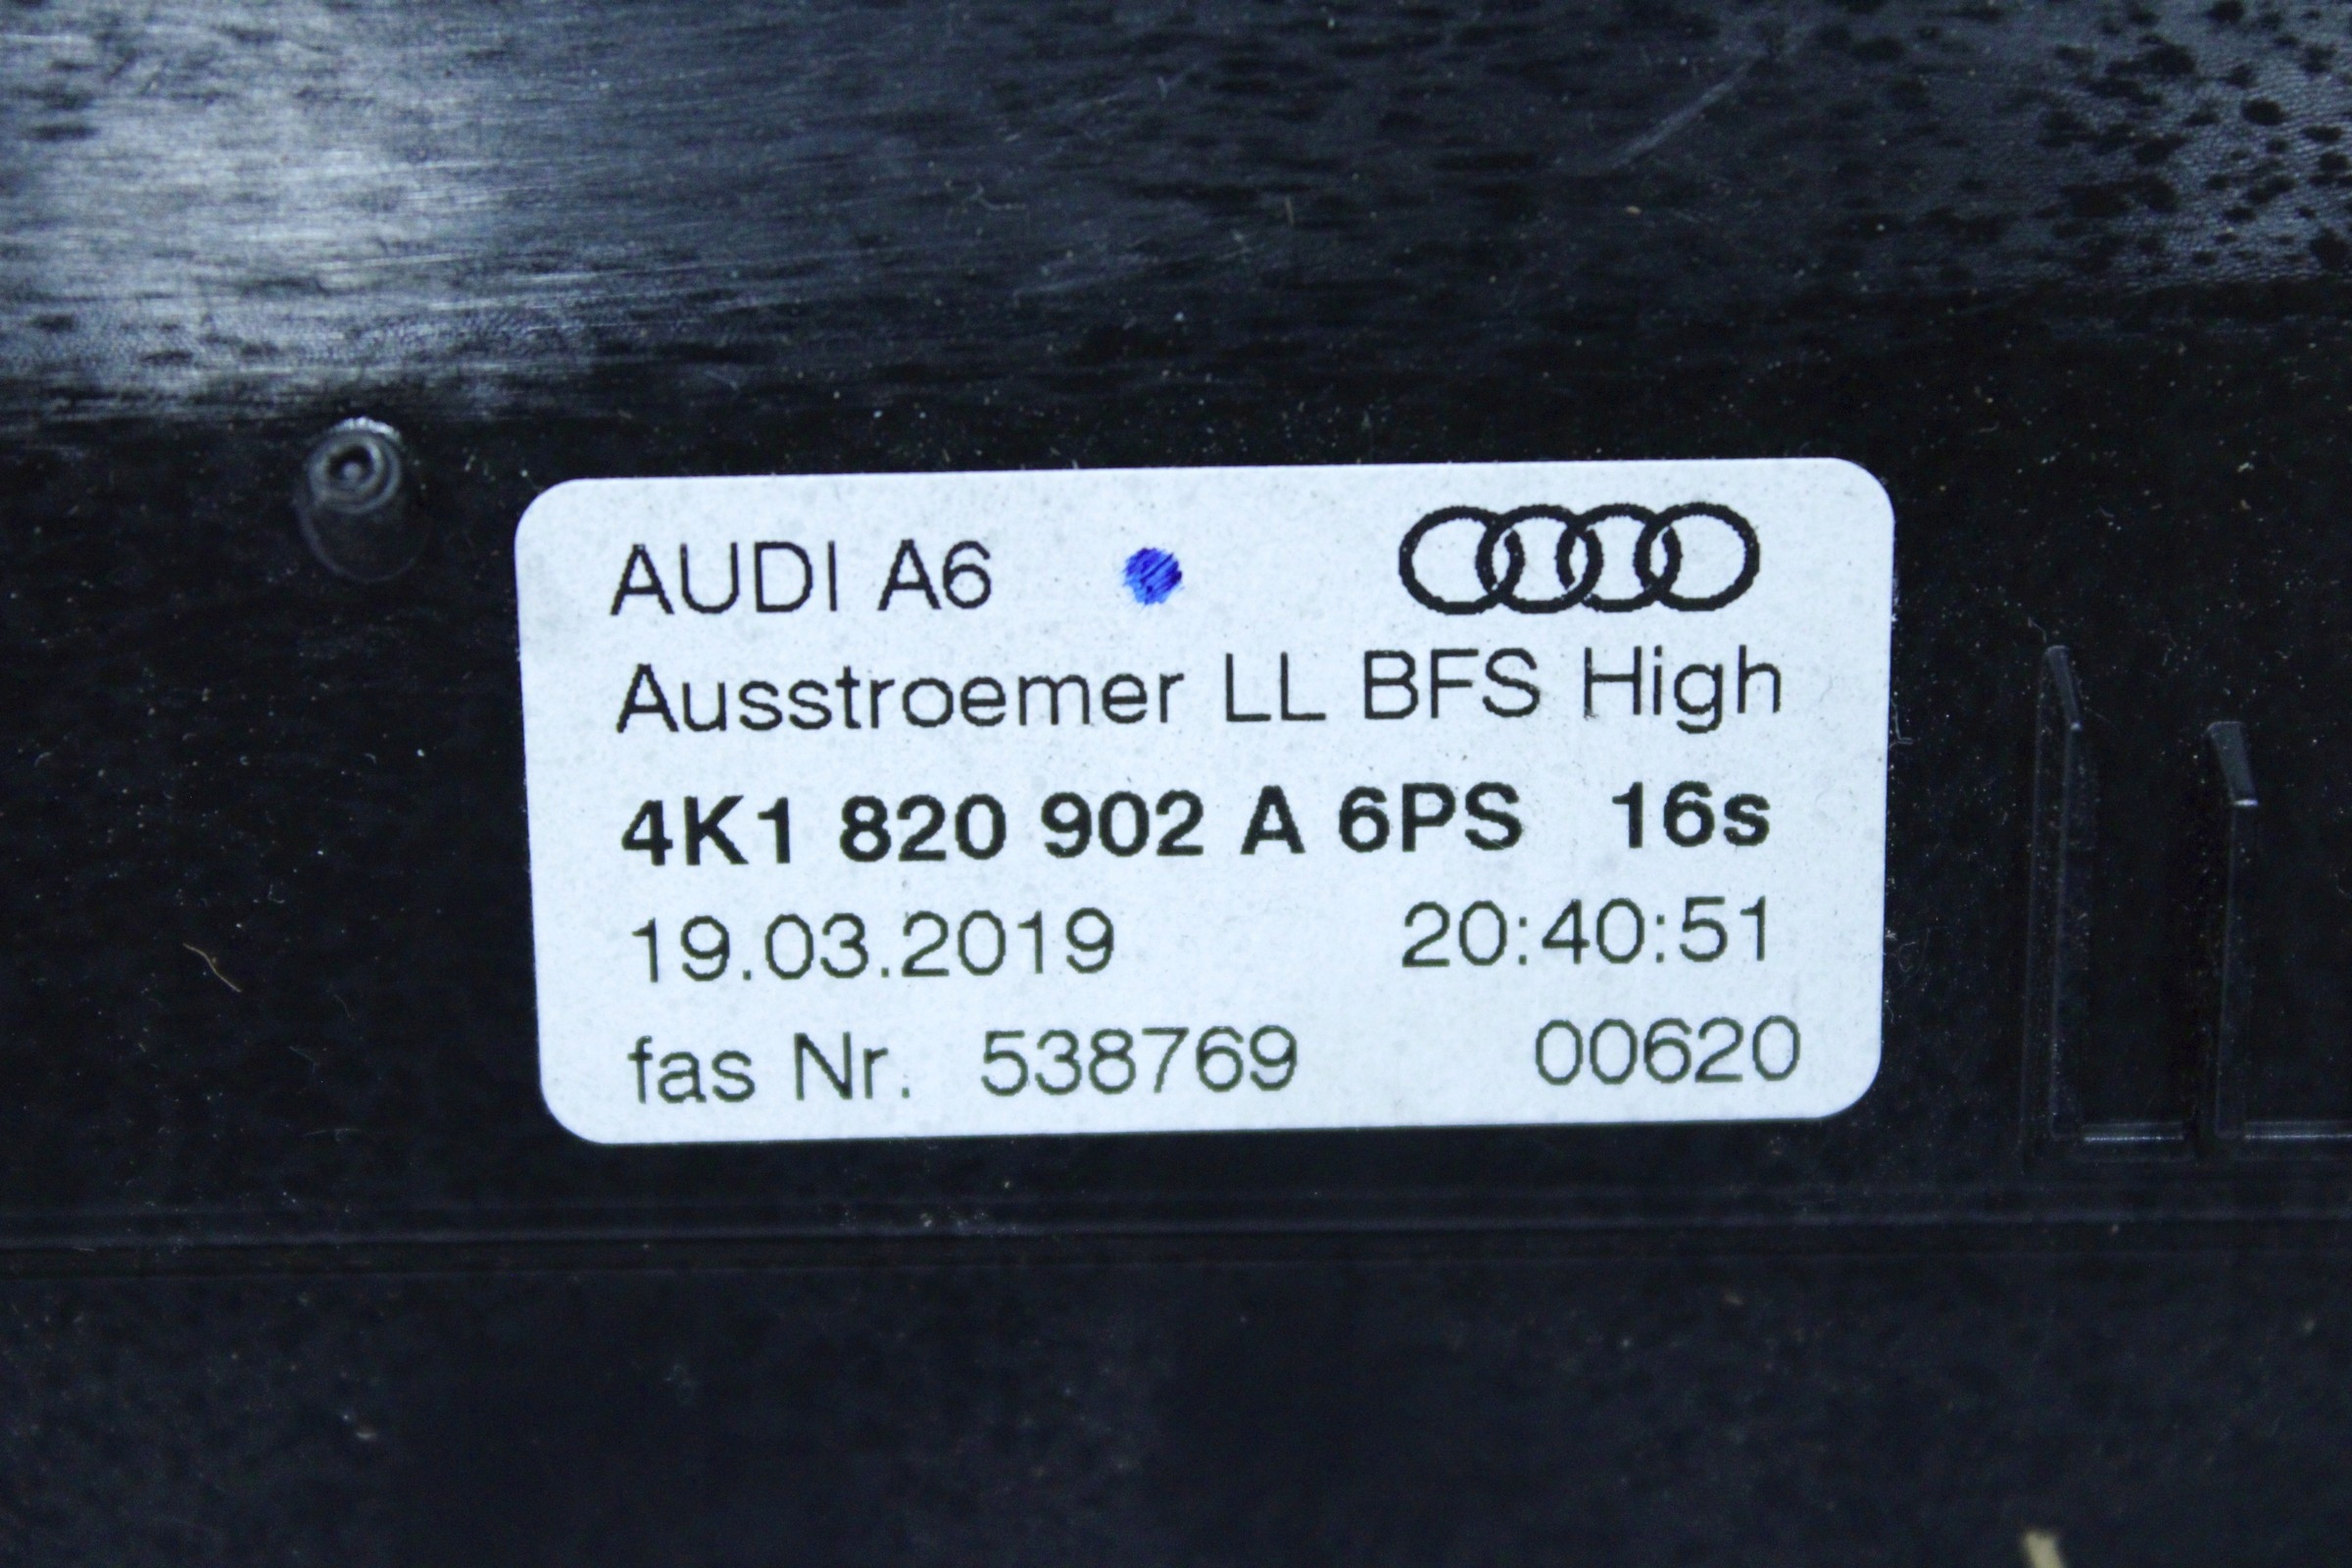 AUDI A6
Ausstroemer LL BFS High
4K1 820 902 A 6PS 16s
19.03.2019 20:40:51
fas Nr. 538769 00620